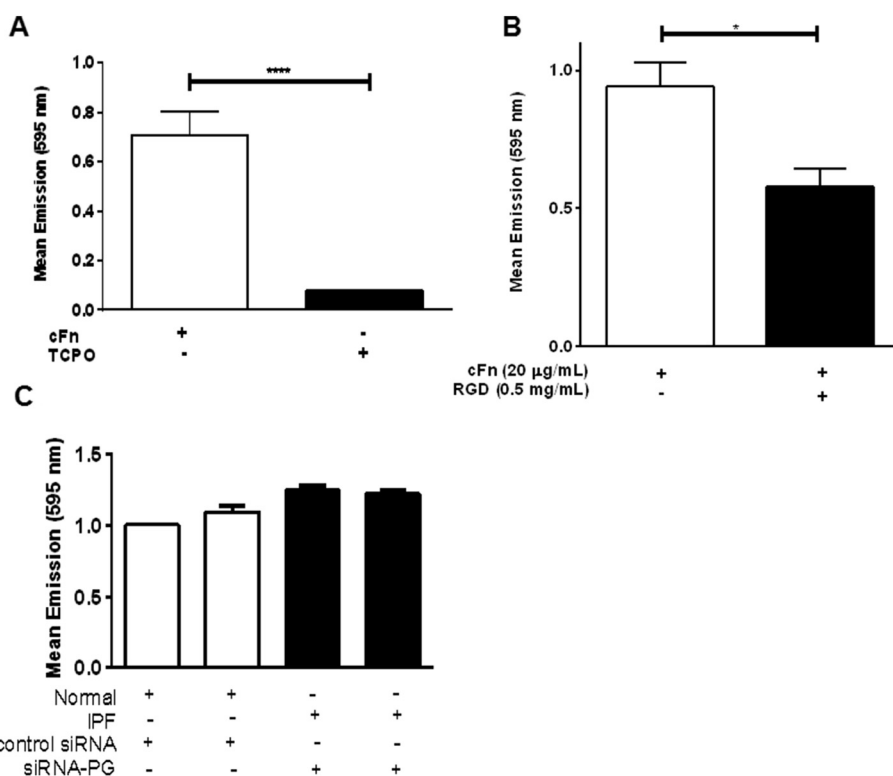 A
****
1.0
0.8
0.6
0.4
0.2
0.0
Mean Emission (595 nm)
cFn + -
TCPO - +
B
*
1.0
0.5
0.0
Mean Emission (595 nm)
cFn (20 μg/mL) + +
RGD (0.5 mg/mL) - +
C
1.5
1.0
0.5
0.0
Mean Emission (595 nm)
Normal + + - -
IPF - - + +
control siRNA + + - -
siRNA-PG - - + +